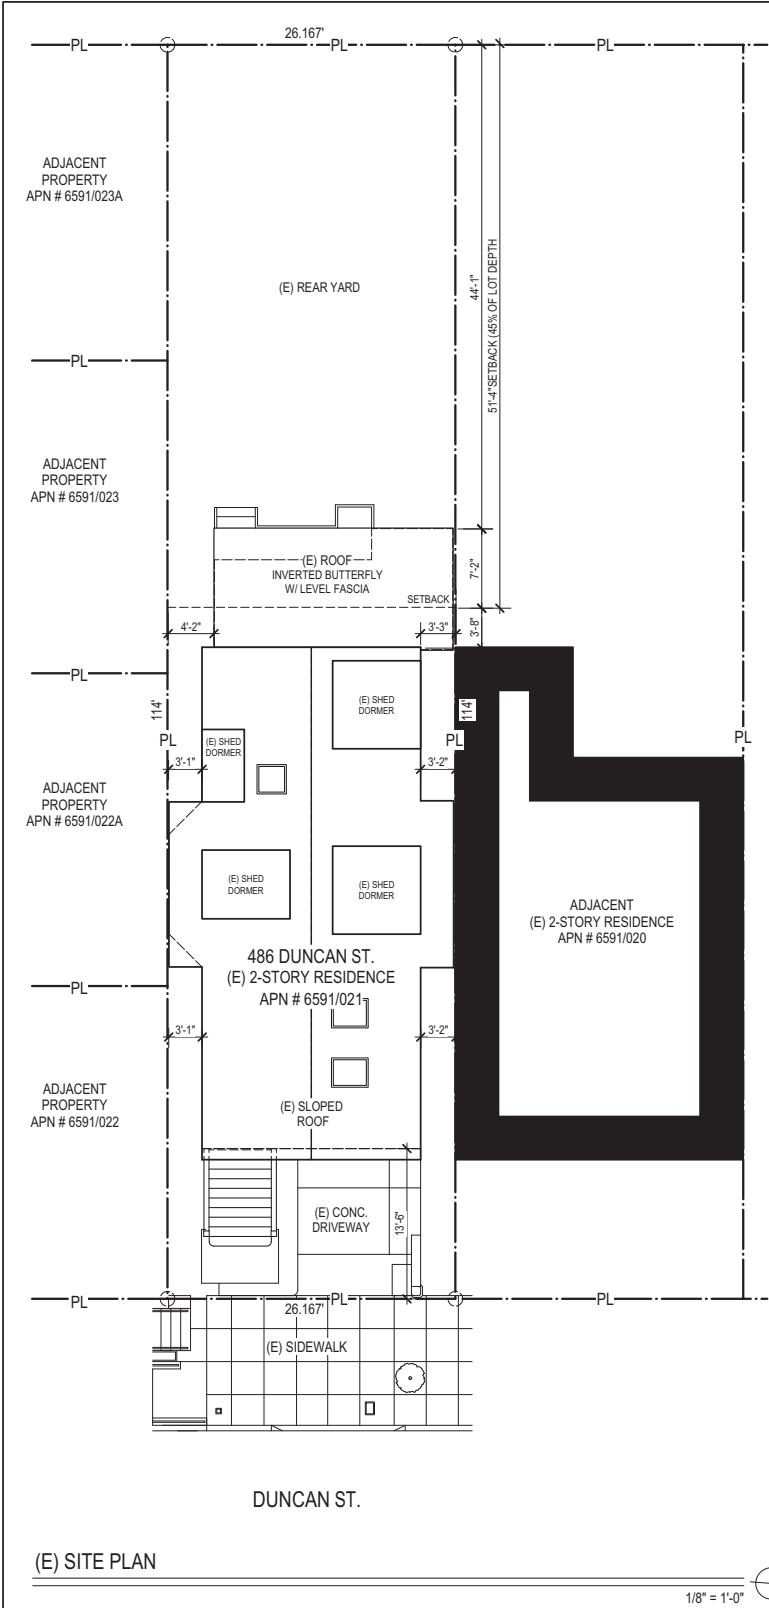 26.167'
PL
PL
PL
ADJACENT
PROPERTY
APN # 6591/023A
(E) REAR YARD
44'-1"
51'-4"SETBACK (45% OF LOT DEPTH
PL
ADJACENT
PROPERTY
APN # 6591/023
(E) ROOF
INVERTED BUTTERFLY
W/ LEVEL FASCIA
7'-2"
SETBACK
4'-2"
3'-3"
3'-8"
PL
(E) SHED
DORMER
114'
114'
PL
(E) SHED
DORMER
PL
PL
3'-1"
3'-2"
ADJACENT
PROPERTY
APN # 6591/022A
(E) SHED
DORMER
(E) SHED
DORMER
ADJACENT
(E) 2-STORY RESIDENCE
APN # 6591/020
486 DUNCAN ST.
(E) 2-STORY RESIDENCE
APN # 6591/021
PL
3'-1"
3'-2"
ADJACENT
PROPERTY
APN # 6591/022
(E) SLOPED
ROOF
(E) CONC.
DRIVEWAY
13'-6"
PL
PL
PL
26.167'
(E) SIDEWALK
DUNCAN ST.
(E) SITE PLAN
1/8" = 1'-0"